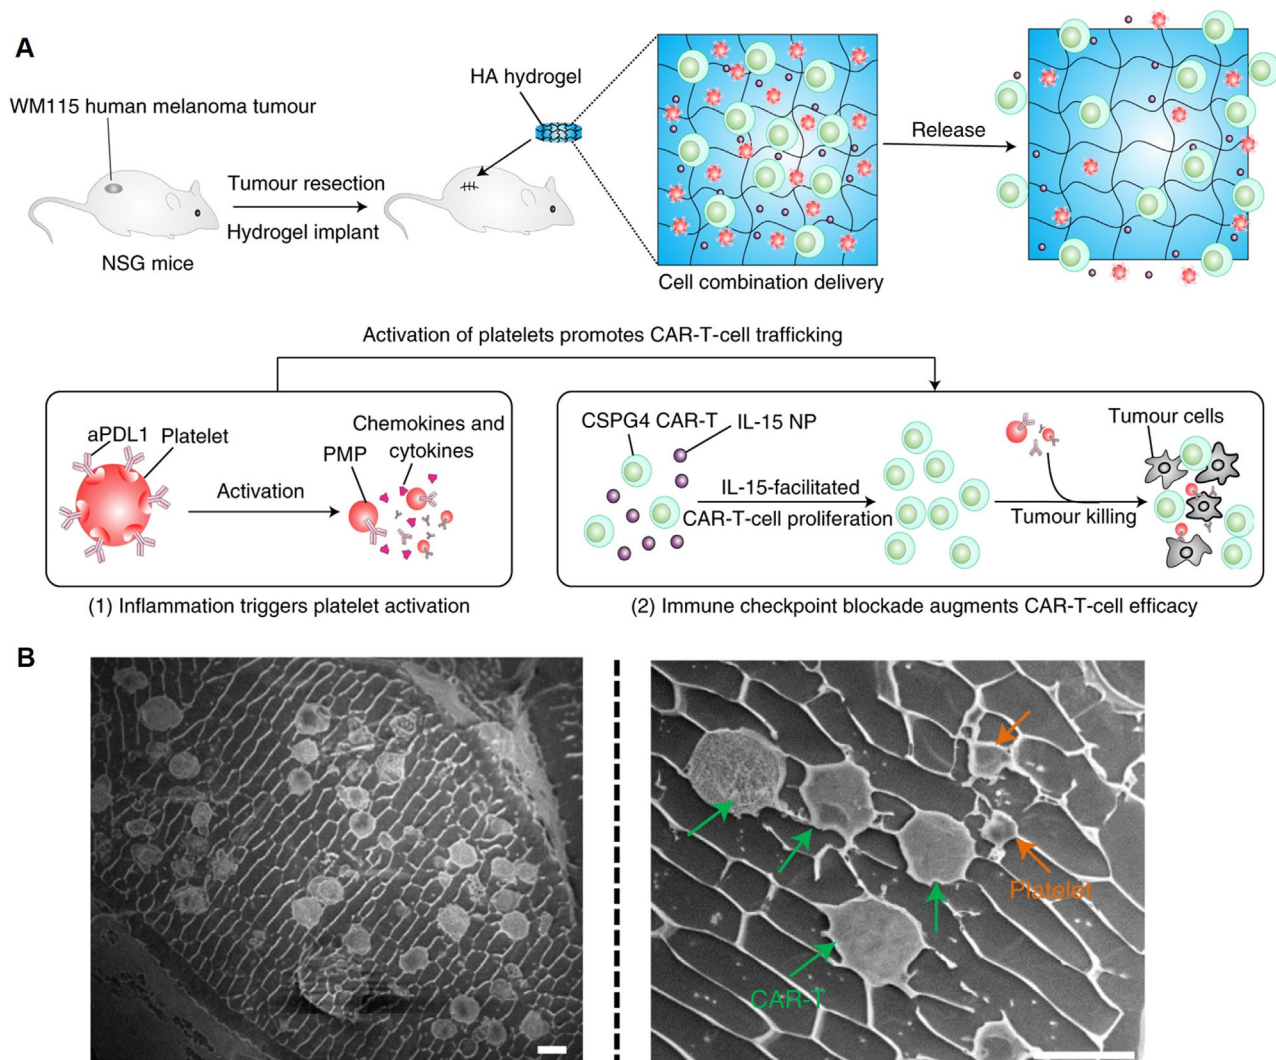 A
HA hydrogel
WM115 human melanoma tumour
Tumour resection
Hydrogel implant
NSG mice
Release
Cell combination delivery
Activation of platelets promotes CAR-T-cell trafficking
aPDL1
Platelet
Chemokines and
cytokines
PMP
Activation
(1) Inflammation triggers platelet activation
CSPG4 CAR-T
IL-15 NP
IL-15-facilitated
CAR-T-cell proliferation
Tumour killing
Tumour cells
(2) Immune checkpoint blockade augments CAR-T-cell efficacy
B
Platelet
CAR-T